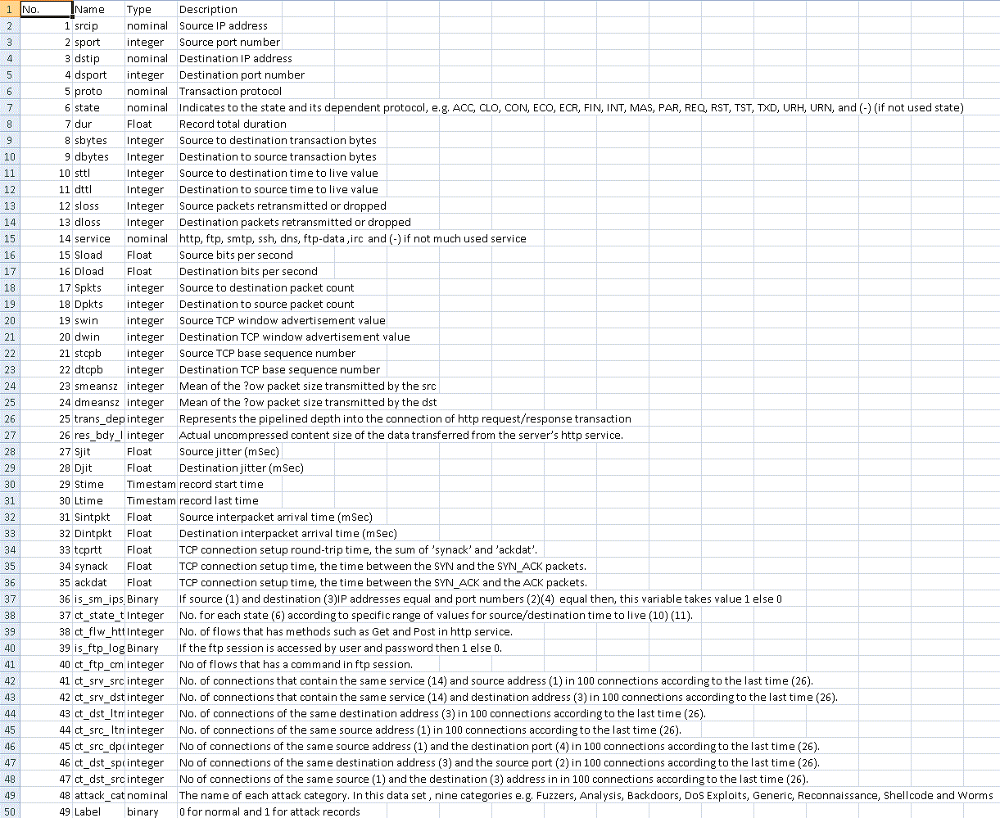 1 No. Name Type Description
2 1 srcip nominal Source IP address
3 2 sport integer Source port number
4 3 dstip nominal Destination IP address
5 4 dsport integer Destination port number
6 5 proto nominal Transaction protocol
7 6 state nominal Indicates to the state and its dependent protocol, e.g. ACC, CLO, CON, ECO, ECR, FIN, INT, MAS, PAR, REQ, RST, TST, TXD, URH, URN, and (-) (if not used state)
8 7 dur Float Record total duration
9 8 sbytes Integer Source to destination transaction bytes
10 9 dbytes Integer Destination to source transaction bytes
11 10 sttl Integer Source to destination time to live value
12 11 dttl Integer Destination to source time to live value
13 12 sloss Integer Source packets retransmitted or dropped
14 13 dloss Integer Destination packets retransmitted or dropped
15 14 service nominal http, ftp, smtp, ssh, dns, ftp-data ,irc and (-) if not much used service
16 15 Sload Float Source bits per second
17 16 Dload Float Destination bits per second
18 17 Spkts integer Source to destination packet count
19 18 Dpkts integer Destination to source packet count
20 19 swin integer Source TCP window advertisement value
21 20 dwin integer Destination TCP window advertisement value
22 21 stcpb integer Source TCP base sequence number
23 22 dtcpb integer Destination TCP base sequence number
24 23 smeansz integer Mean of the ?ow packet size transmitted by the src
25 24 dmeansz integer Mean of the ?ow packet size transmitted by the dst
26 25 trans_dep integer Represents the pipelined depth into the connection of http request/response transaction
27 26 res_bdy_l integer Actual uncompressed content size of the data transferred from the server's http service.
28 27 Sjit Float Source jitter (mSec)
29 28 Djit Float Destination jitter (mSec)
30 29 Stime Timestam record start time
31 30 Ltime Timestam record last time
32 31 Sintpkt Float Source interpacket arrival time (mSec)
33 32 Dintpkt Float Destination interpacket arrival time (mSec)
34 33 tcprtt Float TCP connection setup round-trip time, the sum of 'synack' and 'ackdat'.
35 34 synack Float TCP connection setup time, the time between the SYN and the SYN_ACK packets.
36 35 ackdat Float TCP connection setup time, the time between the SYN_ACK and the ACK packets.
37 36 is_sm_ips_ Binary If source (1) and destination (3)IP addresses equal and port numbers (2)(4) equal then, this variable takes value 1 else 0
38 37 ct_state_t Integer No. for each state (6) according to specific range of values for source/destination time to live (10) (11).
39 38 ct_flw_htt Integer No. of flows that has methods such as Get and Post in http service.
40 39 is_ftp_log Binary If the ftp session is accessed by user and password then 1 else 0.
41 40 ct_ftp_cm integer No of flows that has a command in ftp session.
42 41 ct_srv_src integer No. of connections that contain the same service (14) and source address (1) in 100 connections according to the last time (26).
43 42 ct_srv_dst integer No. of connections that contain the same service (14) and destination address (3) in 100 connections according to the last time (26).
44 43 ct_dst_ltm integer No. of connections of the same destination address (3) in 100 connections according to the last time (26).
45 44 ct_src_ltm integer No. of connections of the same source address (1) in 100 connections according to the last time (26).
46 45 ct_src_dpo integer No of connections of the same source address (1) and the destination port (4) in 100 connections according to the last time (26).
47 46 ct_dst_spo integer No of connections of the same destination address (3) and the source port (2) in 100 connections according to the last time (26).
48 47 ct_dst_src integer No of connections of the same source (1) and the destination (3) address in in 100 connections according to the last time (26).
49 48 attack_cat nominal The name of each attack category. In this data set , nine categories e.g. Fuzzers, Analysis, Backdoors, DoS Exploits, Generic, Reconnaissance, Shellcode and Worms
50 49 Label binary 0 for normal and 1 for attack records